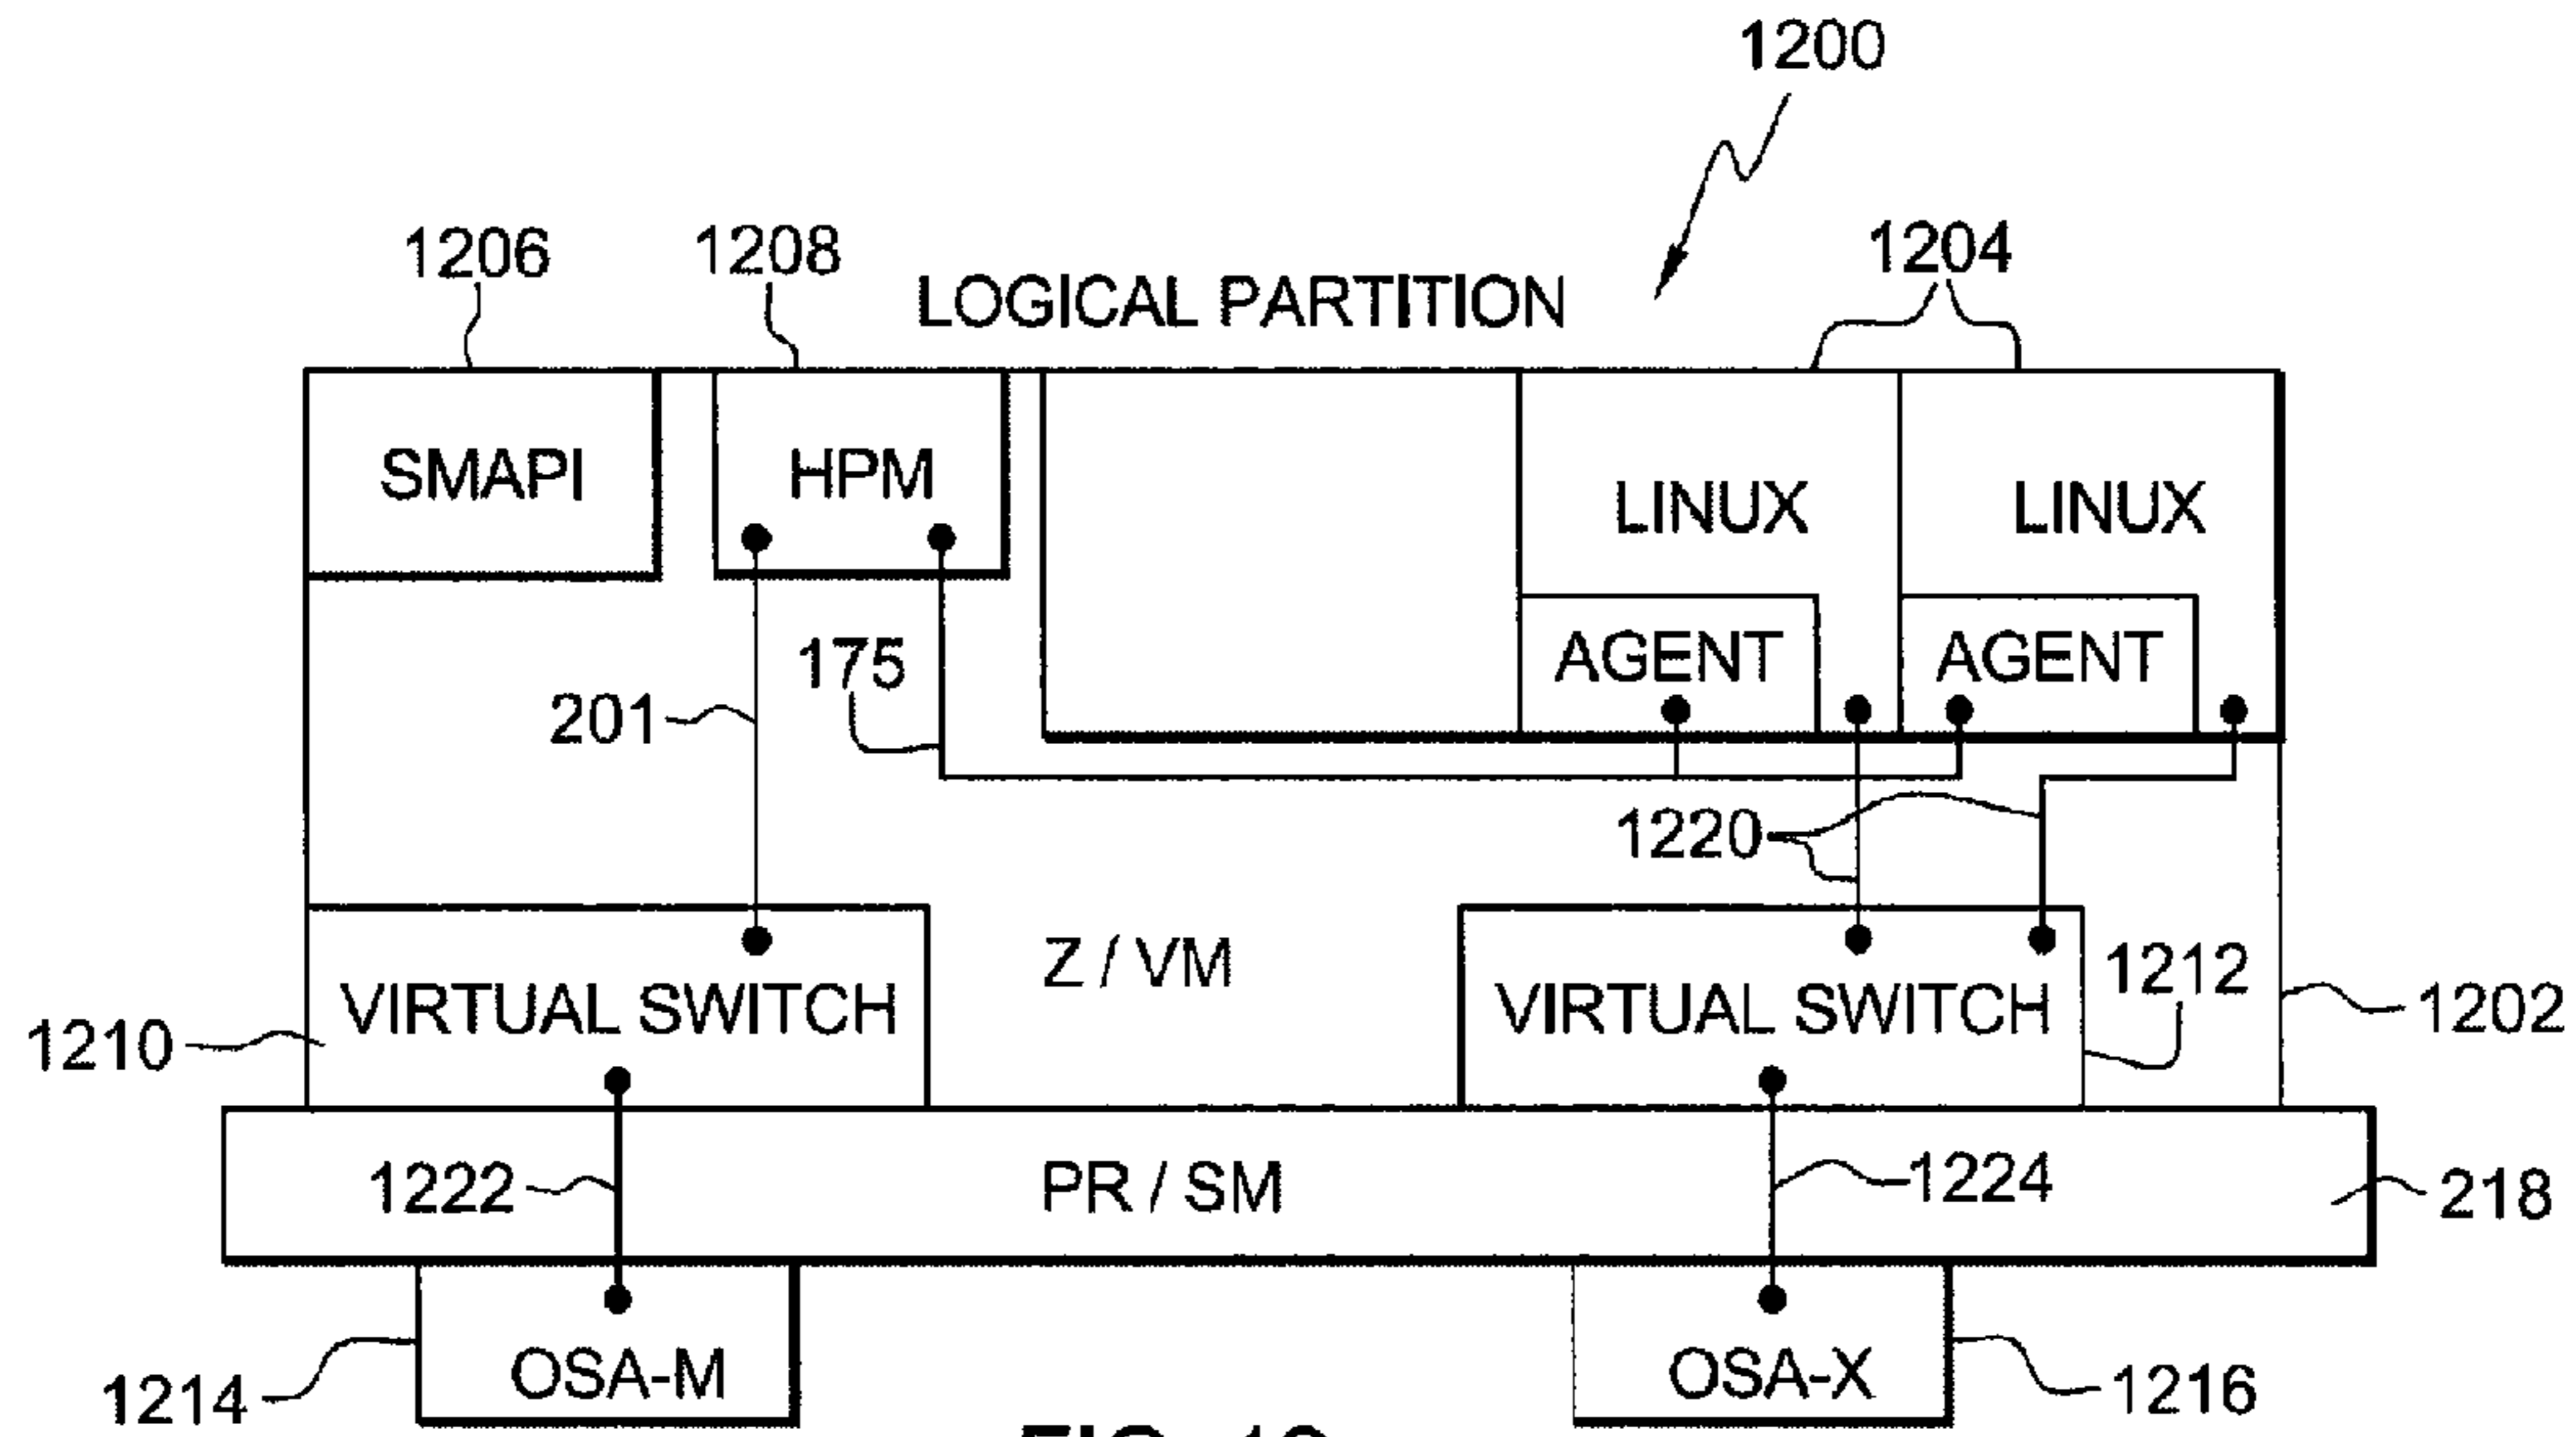 1200
1206
1208
1204
LOGICAL PARTITION
SMAPI
HPM
LINUX
LINUX
AGENT
AGENT
175
201
1220
Z / VM
1212
VIRTUAL SWITCH
VIRTUAL SWITCH
1202
1210
1222
PR / SM
1224
218
OSA-M
OSA-X
1214
1216